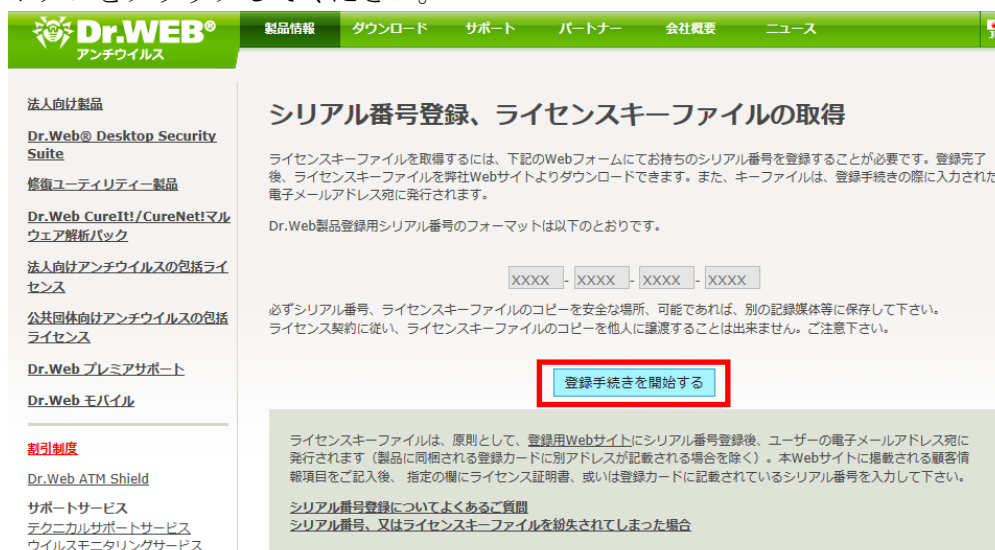 Dr.WEB®
アンチウイルス
製品情報 ダウンロード サポート パートナー 会社概要 ニュース
法人向け製品
Dr.Web® Desktop Security
Suite
修復ユーティリティー製品
Dr.Web CureIt!/CureNet!マル
ウェア解析パック
法人向けアンチウイルスの包括ライ
センス
公共団体向けアンチウイルスの包括
ライセンス
Dr.Web プレミアサポート
Dr.Web モバイル
割引制度
Dr.Web ATM Shield
サポートサービス
テクニカルサポートサービス
ウイルスモニタリングサービス
シリアル番号登録、ライセンスキーファイルの取得
ライセンスキーファイルを取得するには、下記のWebフォームにてお持ちのシリアル番号を登録することが必要です。登録完了
後、ライセンスキーファイルを弊社Webサイトよりダウンロードできます。また、キーファイルは、登録手続きの際に入力された
電子メールアドレス宛に発行されます。
Dr.Web製品登録用シリアル番号のフォーマットは以下のとおりです。
XXXX - XXXX - XXXX - XXXX
必ずシリアル番号、ライセンスキーファイルのコピーを安全な場所、可能であれば、別の記録媒体等に保存して下さい。
ライセンス契約に従い、ライセンスキーファイルのコピーを他人に譲渡することは出来ません。ご注意下さい。
登録手続きを開始する
ライセンスキーファイルは、原則として、登録用Webサイトにシリアル番号登録後、ユーザーの電子メールアドレス宛に
発行されます（製品に同梱される登録カードに別アドレスが記載される場合を除く）。本Webサイトに掲載される顧客情
報項目をご記入後、 指定の欄にライセンス証明書、或いは登録カードに記載されているシリアル番号を入力して下さい。
シリアル番号登録についてよくあるご質問
シリアル番号、又はライセンスキーファイルを紛失されてしまった場合